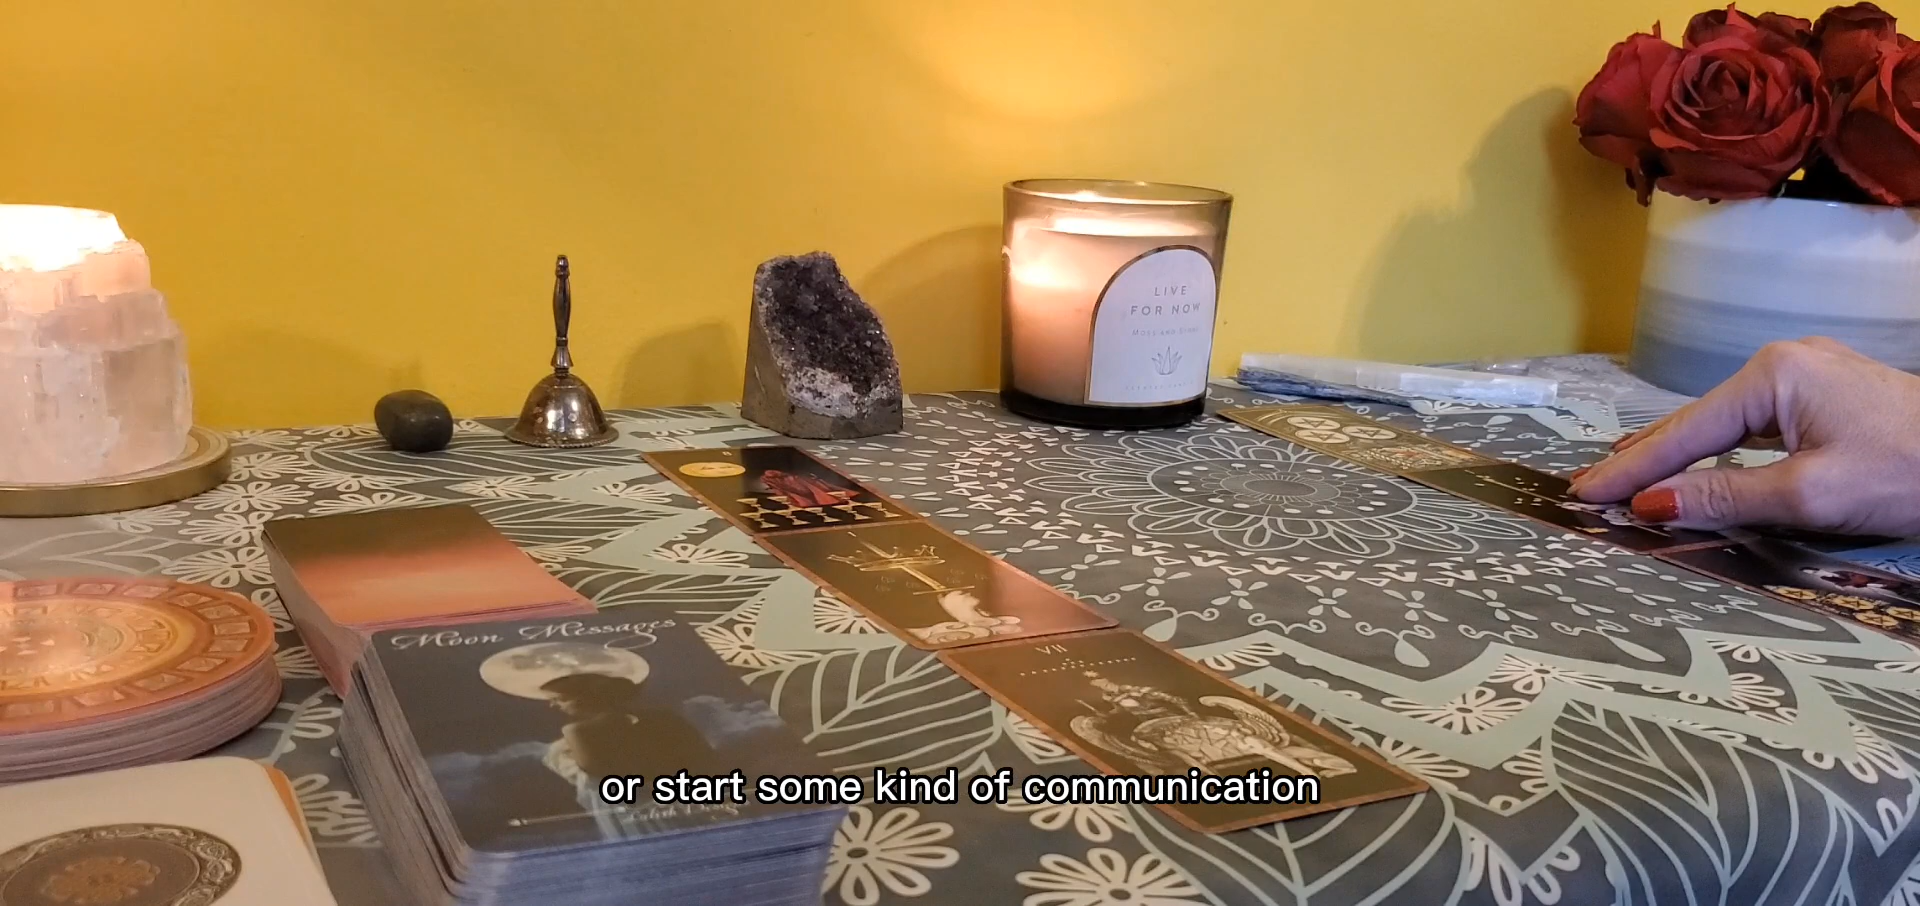 LIVE
FOR NOW
Moon Messages
VII
or start some kind of communication